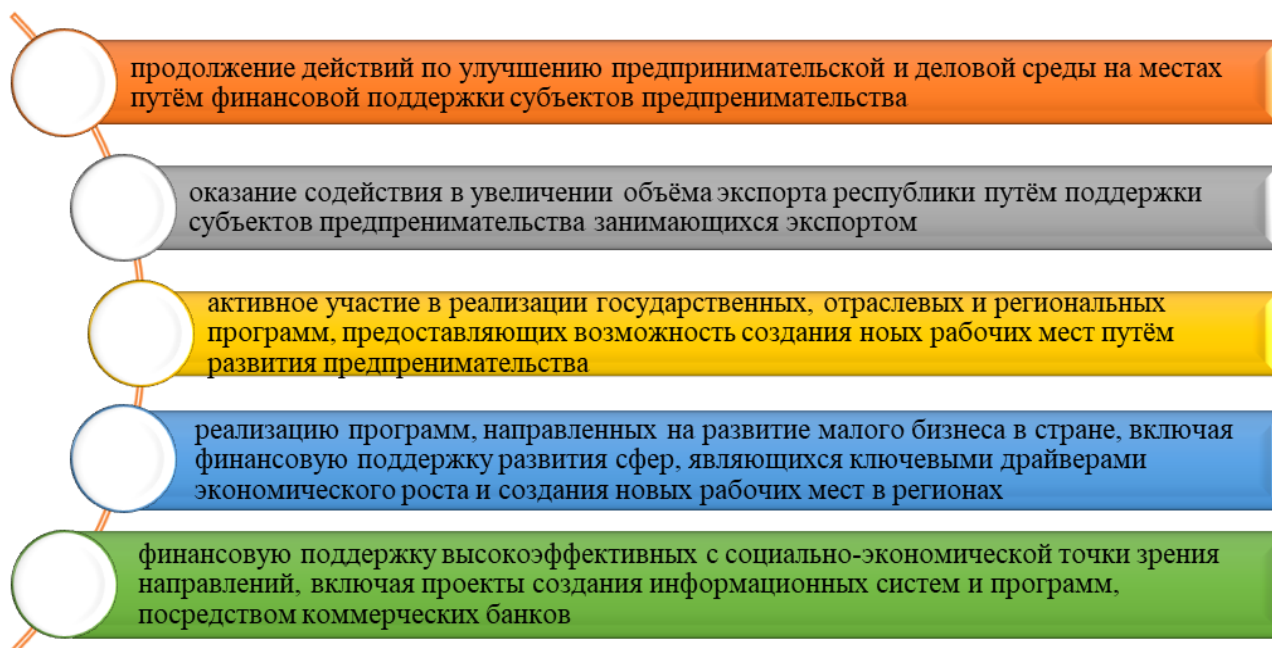 продолжение действий по улучшению предпринимательской и деловой среды на местах
путём финансовой поддержки субъектов предпренимательства
оказание содействия в увеличении объёма экспорта республики путём поддержки
субъектов предпренимательства занимающихся экспортом
активное участие в реализации государственных, отраслевых и региональных
программ, предоставляющих возможность создания ноых рабочих мест путём
развития предпренимательства
реализацию программ, направленных на развитие малого бизнеса в стране, включая
финансовую поддержку развития сфер, являющихся ключевыми драйверами
экономического роста и создания новых рабочих мест в регионах
финансовую поддержку высокоэффективных с социально-экономической точки зрения
направлений, включая проекты создания информационных систем и программ,
посредством коммерческих банков